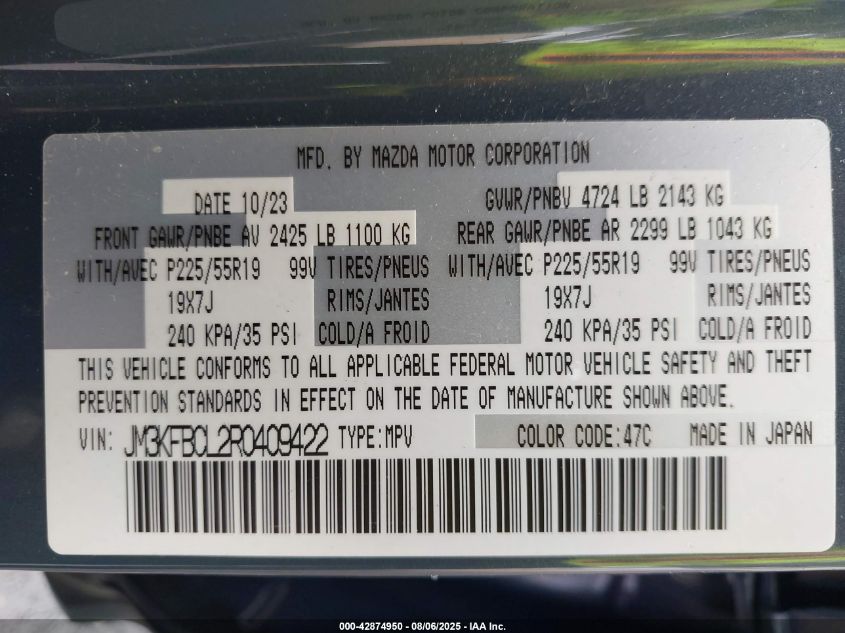 MFD. BY MAZDA MOTOR CORPORATION
DATE 10/23 GVWR/PNBV 4724 LB 2143 KG
FRONT GAWR/PNBE AV 2425 LB 1100 KG REAR GAWR/PNBE AR 2299 LB 1043 KG
WITH/AVEC P225/55R19 99V TIRES/PNEUS WITH/AVEC P225/55R19 99V TIRES/PNEUS
19X7J RIMS/JANTES 19X7J RIMS/JANTES
240 KPA/35 PSI COLD/A FROID 240 KPA/35 PSI COLD/A FROID
THIS VEHICLE CONFORMS TO ALL APPLICABLE FEDERAL MOTOR VEHICLE SAFETY AND THEFT
PREVENTION STANDARDS IN EFFECT ON THE DATE OF MANUFACTURE SHOWN ABOVE.
VIN: JM3KFBCL2R0409422 TYPE:MPV COLOR CODE:47C MADE IN JAPAN
000-42874950 - 08/06/2025 - IAA Inc.